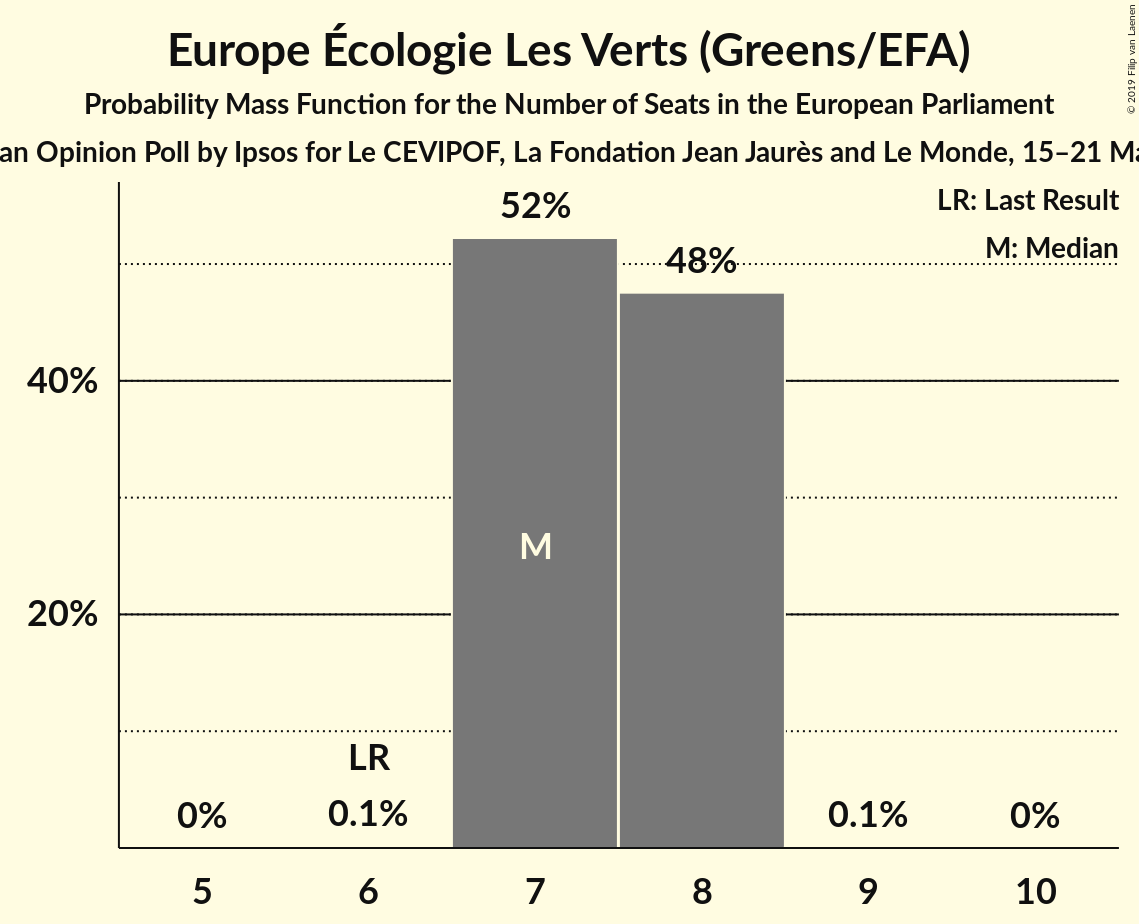 Europe Écologie Les Verts (Greens/EFA)
Probability Mass Function for the Number of Seats in the European Parliament
an Opinion Poll by Ipsos for Le CEVIPOF, La Fondation Jean Jaurès and Le Monde, 15–21
© 2019 Filip van Laenen
LR: Last Result
M: Median
52%
48%
40%
20%
M
LR
0%
0.1%
0.1%
0%
5
6
7
8
9
10